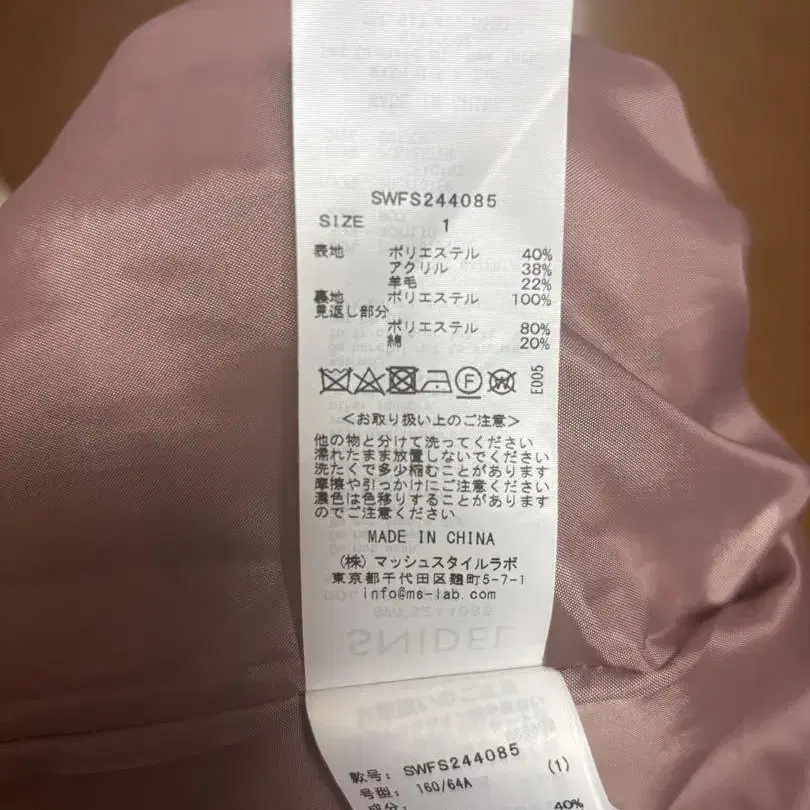 SWFS244085
SIZE 1
表地 ポリエステル 40%
アクリル 38%
羊毛 22%
裏地 ポリエステル 100%
見返し部分
ポリエステル 80%
綿 20%
F W E005
<お取り扱い上のご注意>
他の物と分けて洗ってください
濡れたまま放置しないでください
洗たくで多少縮むことがあります
摩擦や引っかけにご注意ください
濃色は色移りすることがあります
のでご注意ください
MADE IN CHINA
(株) マッシュスタイルラボ
東京都千代田区麹町5-7-1
info@ms-lab.com
SNIDEL
款号: SWFS244085
号型: 160/64A (1)
成分: 40%